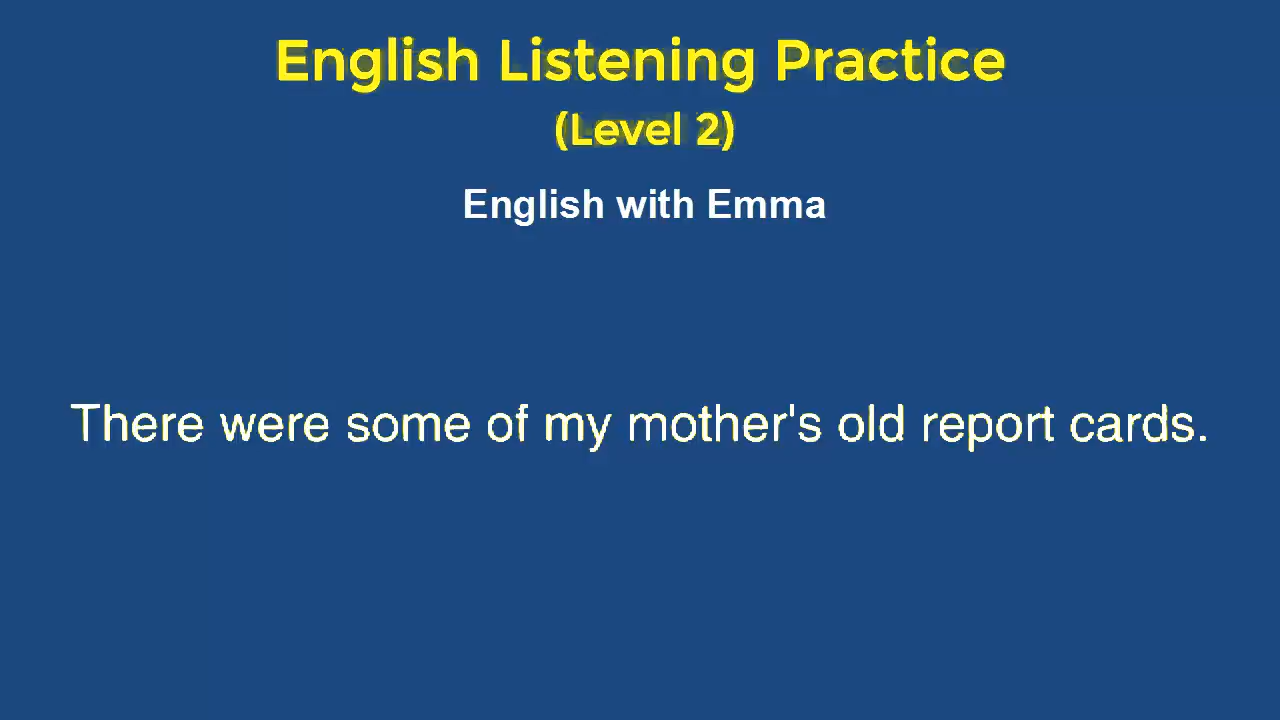 English Listening Practice
(Level 2)
English with Emma
There were some of my mother's old report cards.